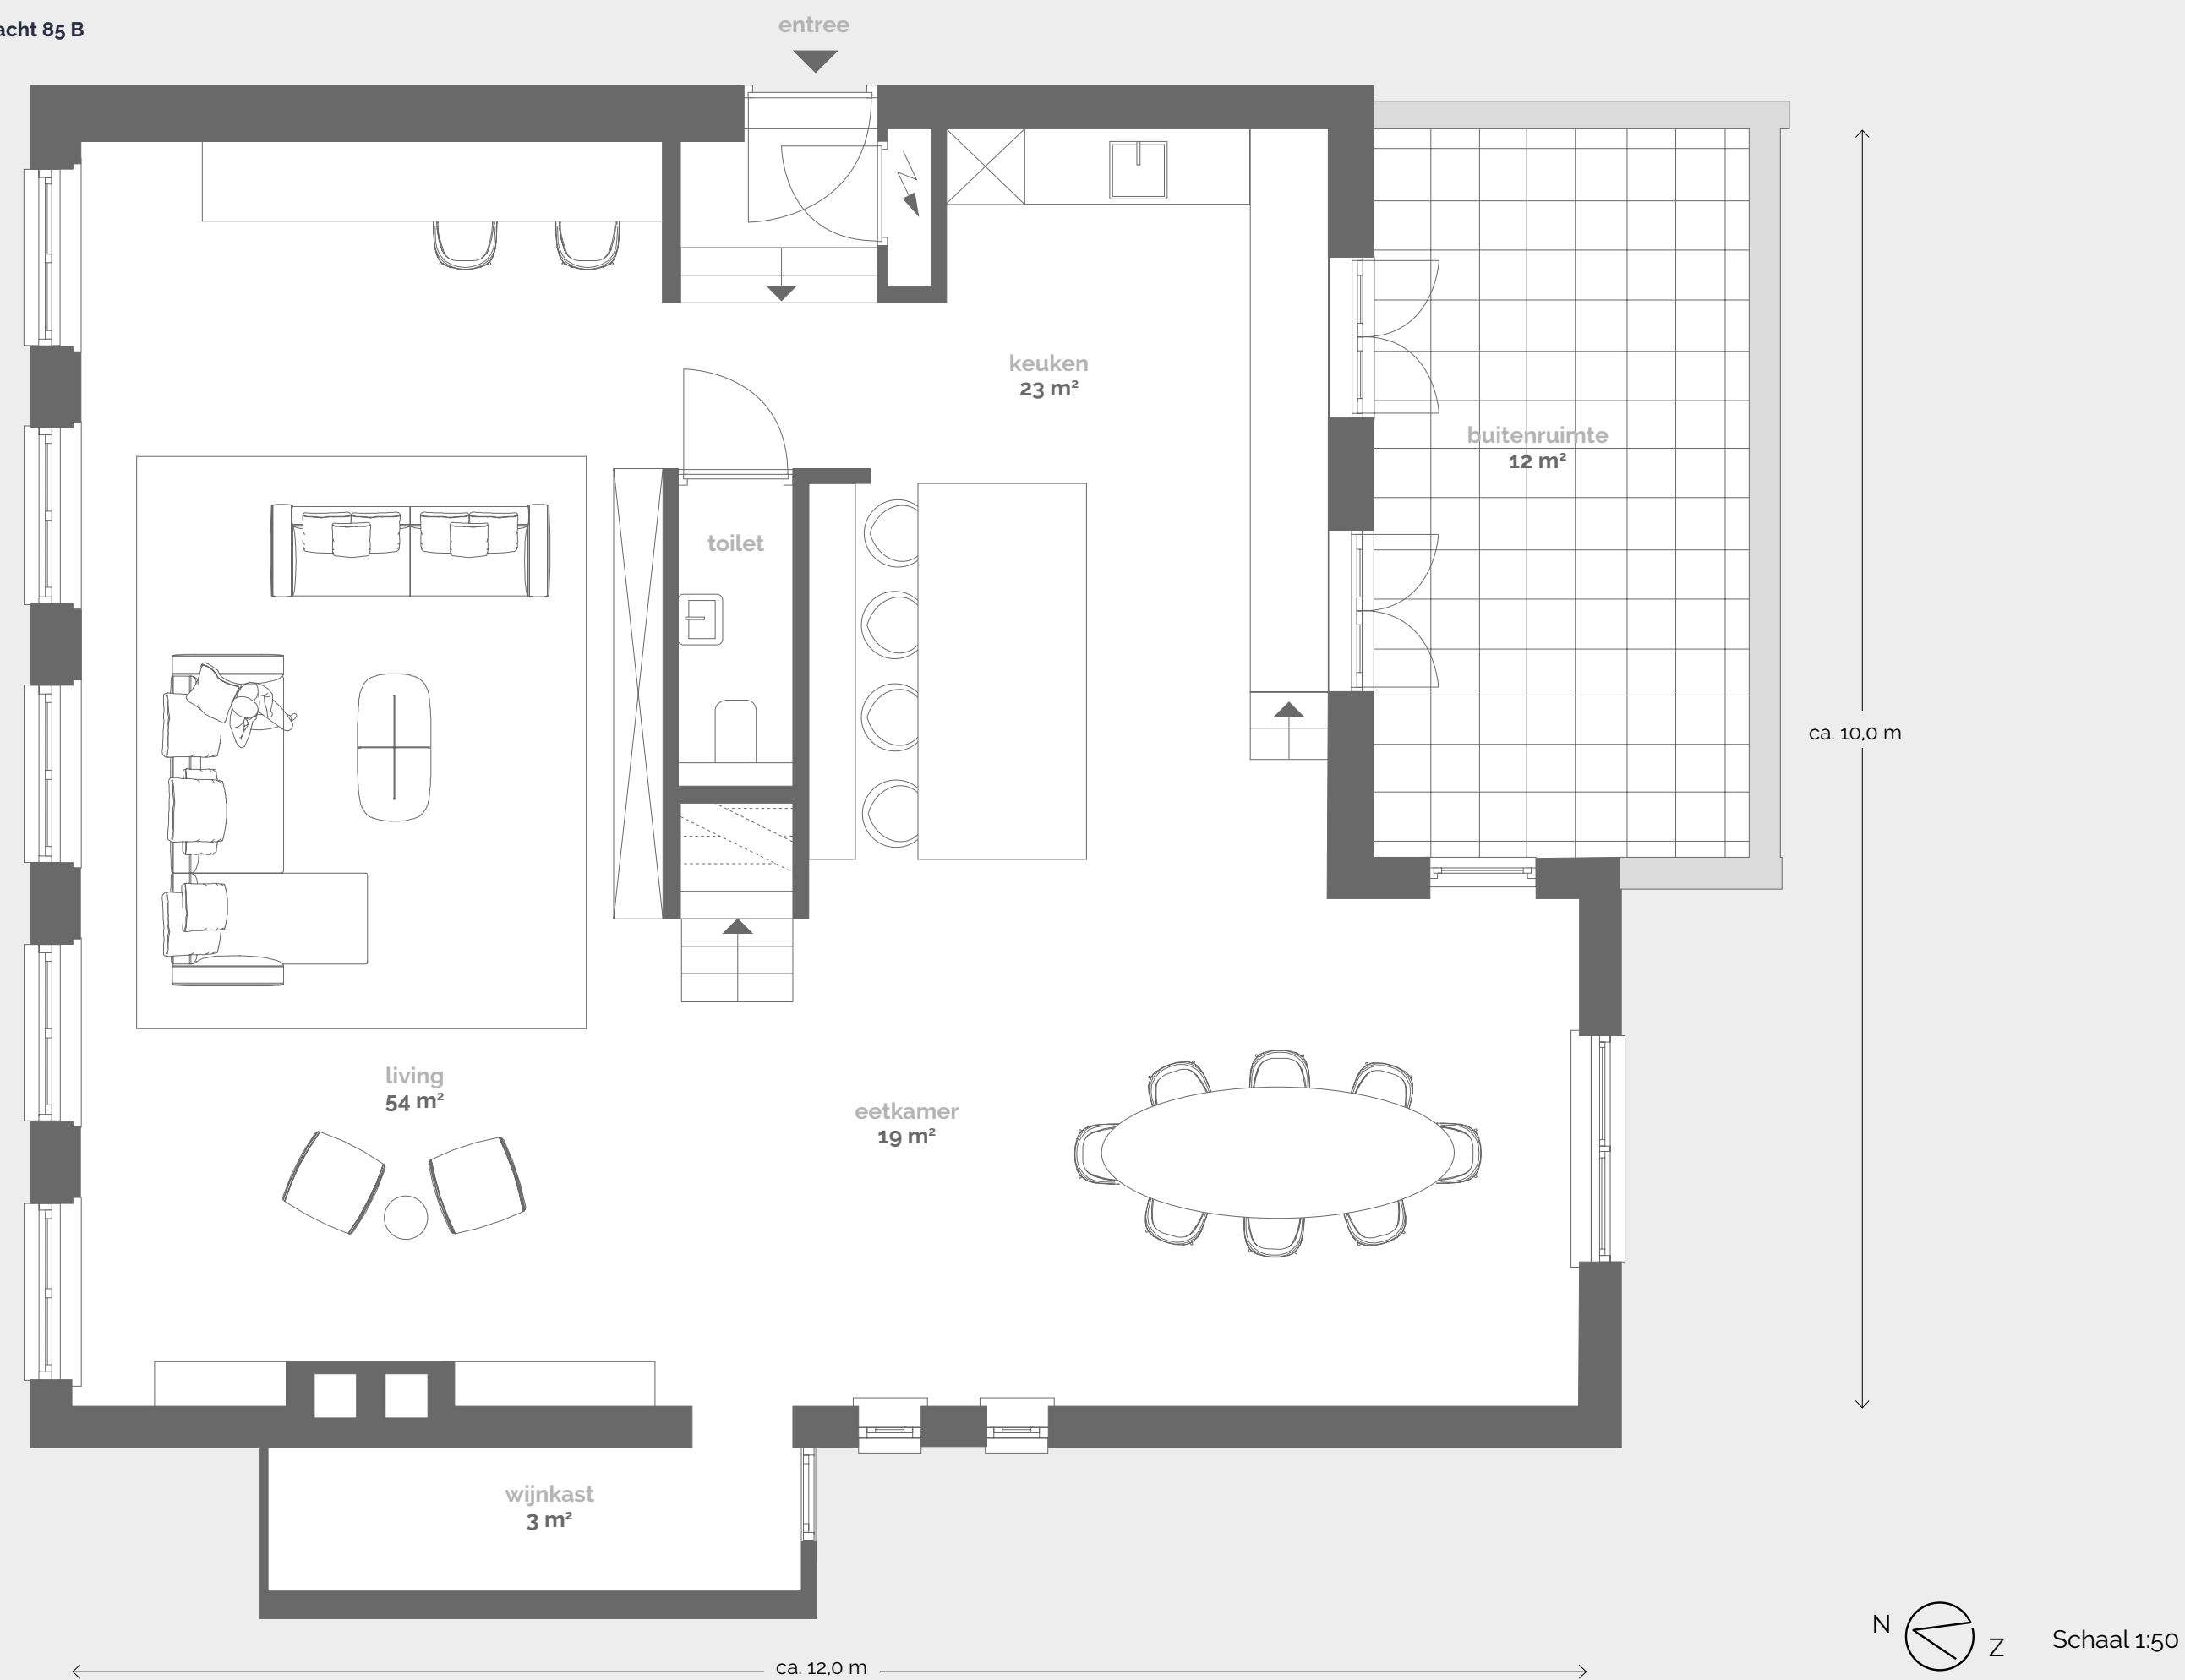 acht 85 B
entree
keuken
23 m²
buitenruimte
12 m²
toilet
ca. 10,0 m
living
54 m²
eetkamer
19 m²
wijnkast
3 m²
N
Z
Schaal 1:50
ca. 12,0 m